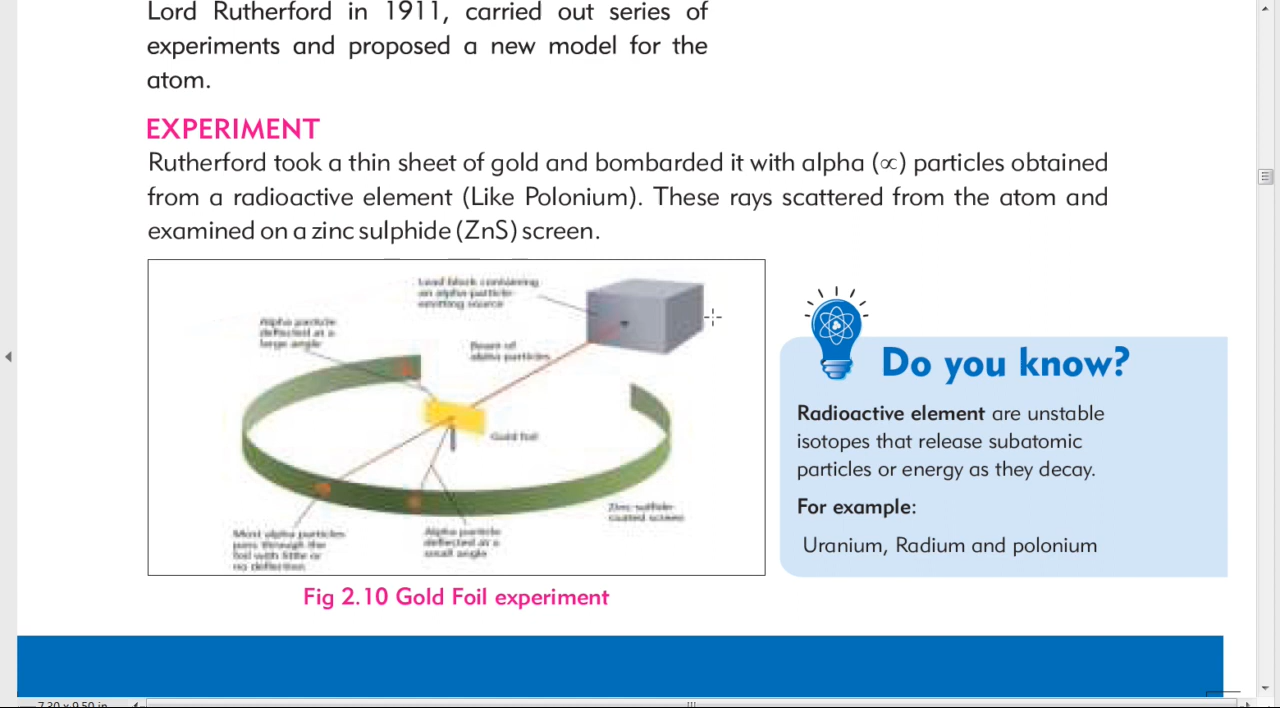 Lord Rutherford in 1911, carried out series of
experiments and proposed a new model for the
atom.
EXPERIMENT
Rutherford took a thin sheet of gold and bombarded it with alpha (∝) particles obtained
from a radioactive element (Like Polonium). These rays scattered from the atom and
examined on a zinc sulphide (ZnS) screen.
Lead block containing
an alpha-particle-
emitting source
Alpha particle
deflected at a
large angle
Beam of
alpha particles
Gold foil
Zinc-sulfide-
coated screen
Most alpha particles
pass through the
foil with little or
no deflection
Alpha particle
deflected at a
small angle
Fig 2.10 Gold Foil experiment
Do you know?
Radioactive element are unstable
isotopes that release subatomic
particles or energy as they decay.
For example:
Uranium, Radium and polonium
7.30 x 9.50 in